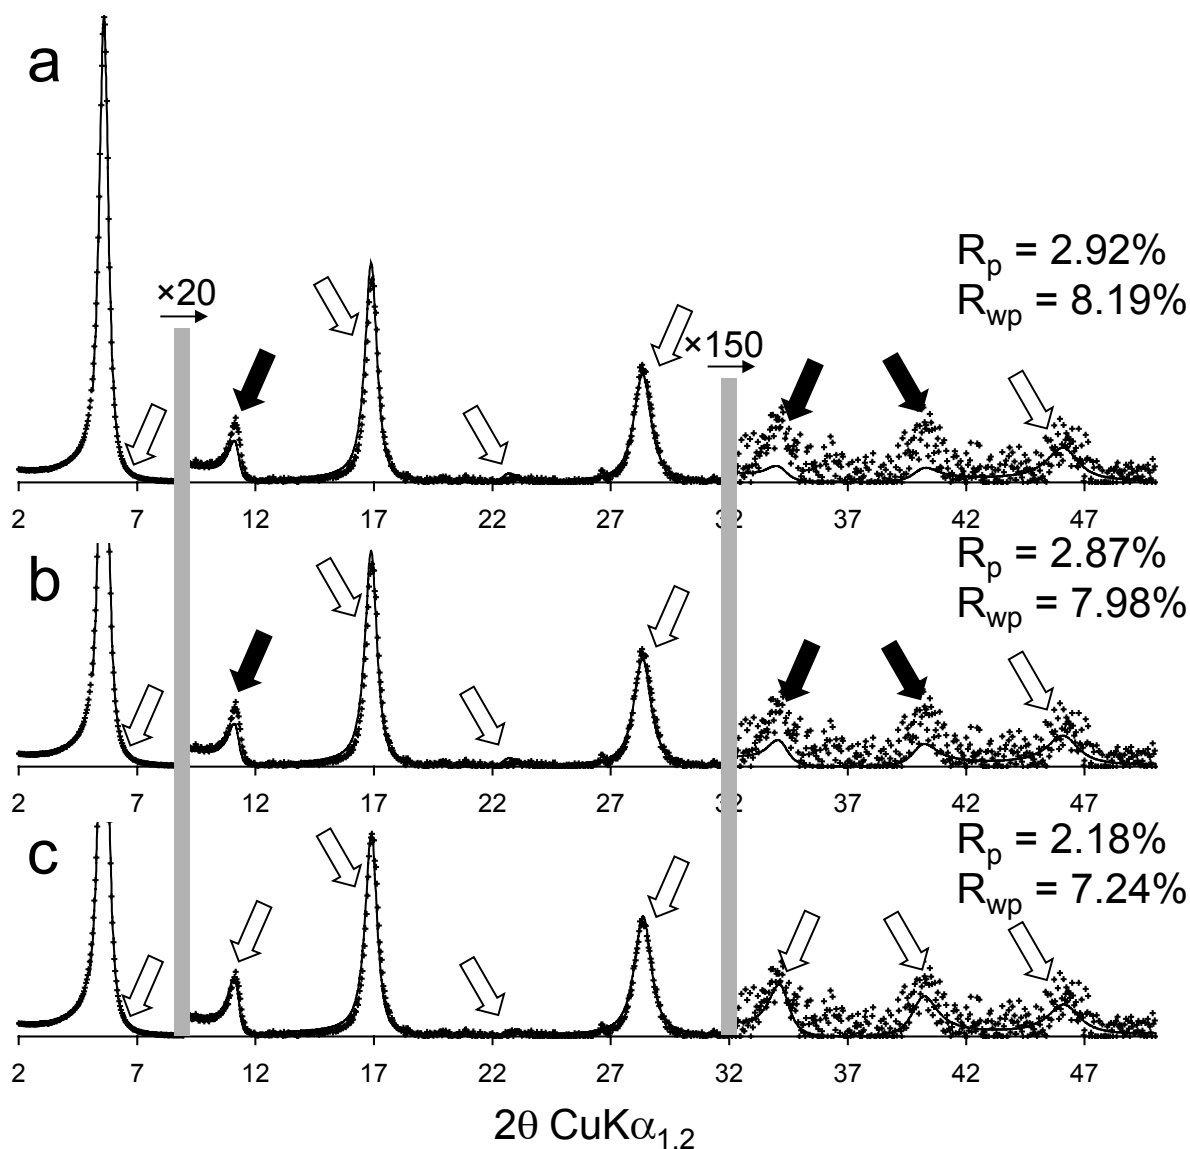 a
×20
×150
R_p = 2.92%
R_wp = 8.19%
2 7 12 17 22 27 32 37 42 47
b
R_p = 2.87%
R_wp = 7.98%
2 7 12 17 22 27 32 37 42 47
c
R_p = 2.18%
R_wp = 7.24%
2 7 12 17 22 27 32 37 42 47
2θ CuKα_1,2